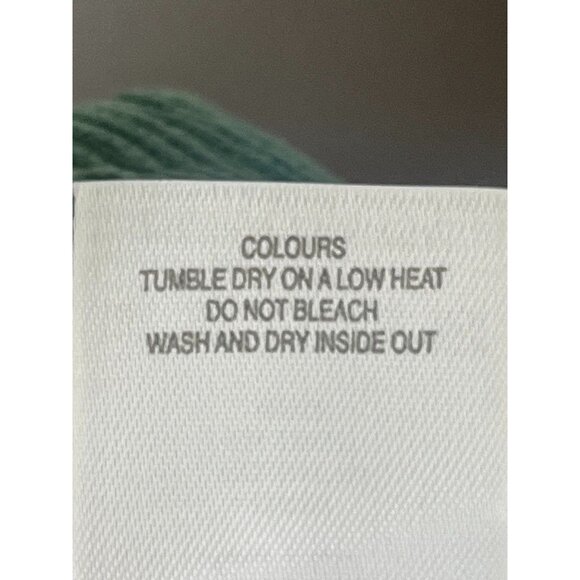 COLOURS
TUMBLE DRY ON A LOW HEAT
DO NOT BLEACH
WASH AND DRY INSIDE OUT